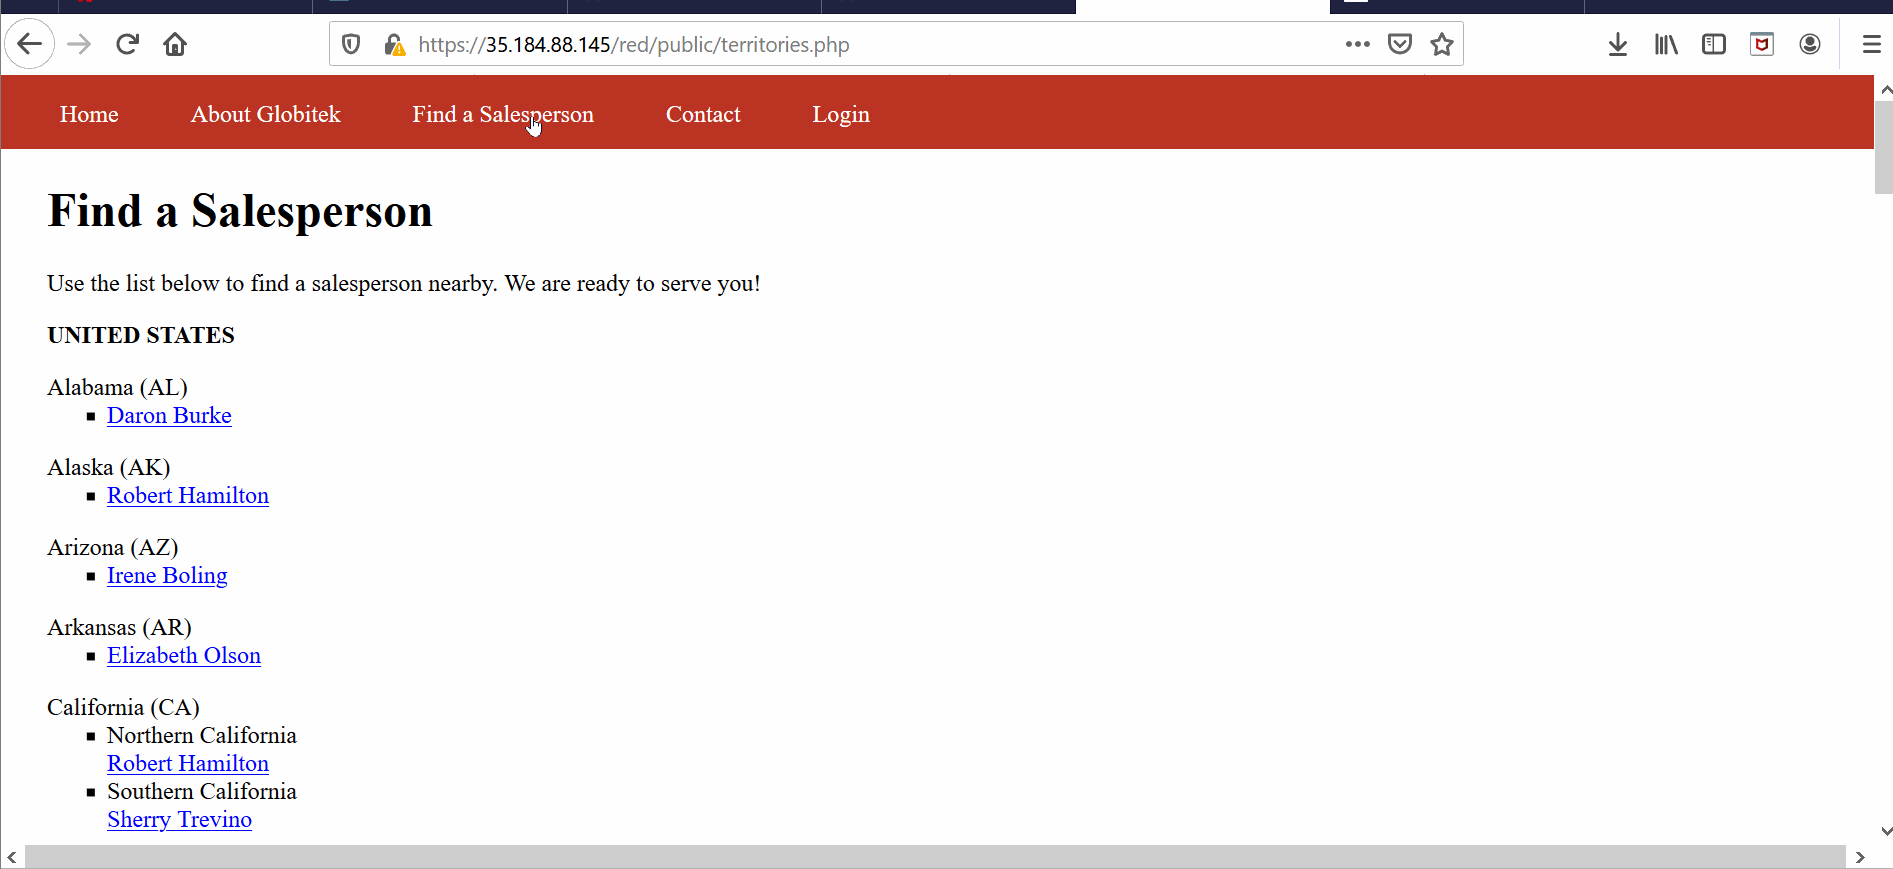 https://35.184.88.145/red/public/territories.php
Home About Globitek Find a Salesperson Contact Login
Find a Salesperson
Use the list below to find a salesperson nearby. We are ready to serve you!
UNITED STATES
Alabama (AL)
Daron Burke
Alaska (AK)
Robert Hamilton
Arizona (AZ)
Irene Boling
Arkansas (AR)
Elizabeth Olson
California (CA)
Northern California
Robert Hamilton
Southern California
Sherry Trevino